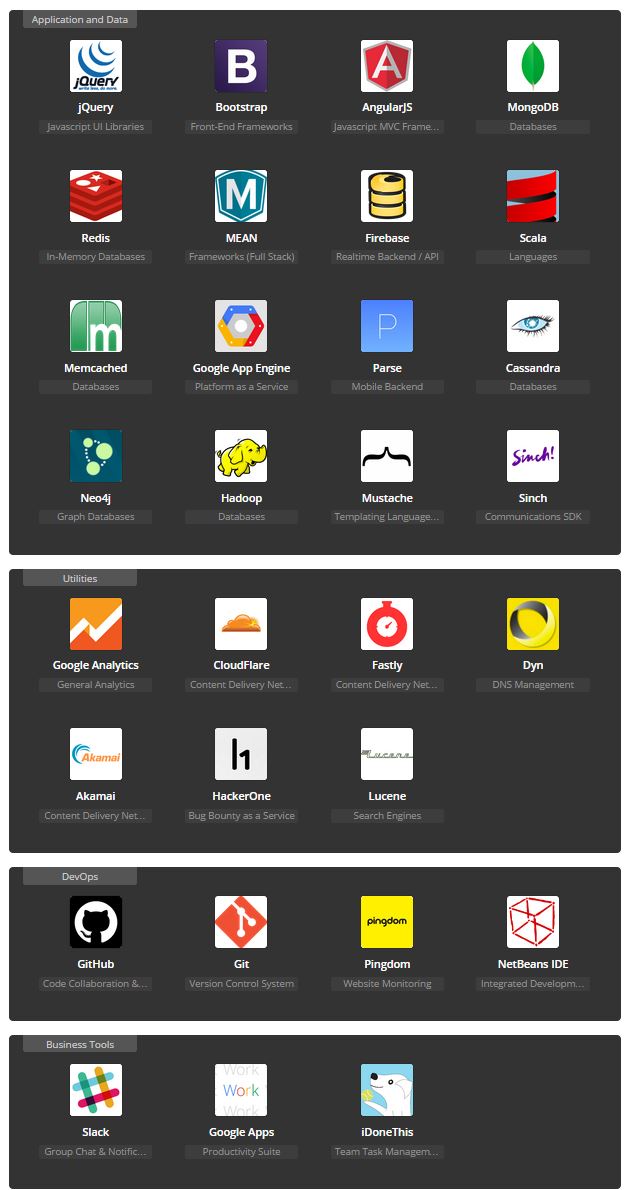 Application and Data
jQuery
write less, do more.
B
A
jQuery
Bootstrap
AngularJS
MongoDB
Javascript UI Libraries
Front-End Frameworks
Javascript MVC Frame...
Databases
M
Redis
MEAN
Firebase
Scala
In-Memory Databases
Frameworks (Full Stack)
Realtime Backend / API
Languages
m
P
Memcached
Google App Engine
Parse
Cassandra
Databases
Platform as a Service
Mobile Backend
Databases
Sinch!
Neo4j
Hadoop
Mustache
Sinch
Graph Databases
Databases
Templating Language...
Communications SDK
Utilities
Google Analytics
CloudFlare
Fastly
Dyn
General Analytics
Content Delivery Net...
Content Delivery Net...
DNS Management
Akamai
h1
Lucene
Akamai
HackerOne
Lucene
Content Delivery Net...
Bug Bounty as a Service
Search Engines
DevOps
pingdom
GitHub
Git
Pingdom
NetBeans IDE
Code Collaboration &...
Version Control System
Website Monitoring
Integrated Developm...
Business Tools
Work
Work
Work
Slack
Google Apps
iDoneThis
Group Chat & Notific...
Productivity Suite
Team Task Managem...